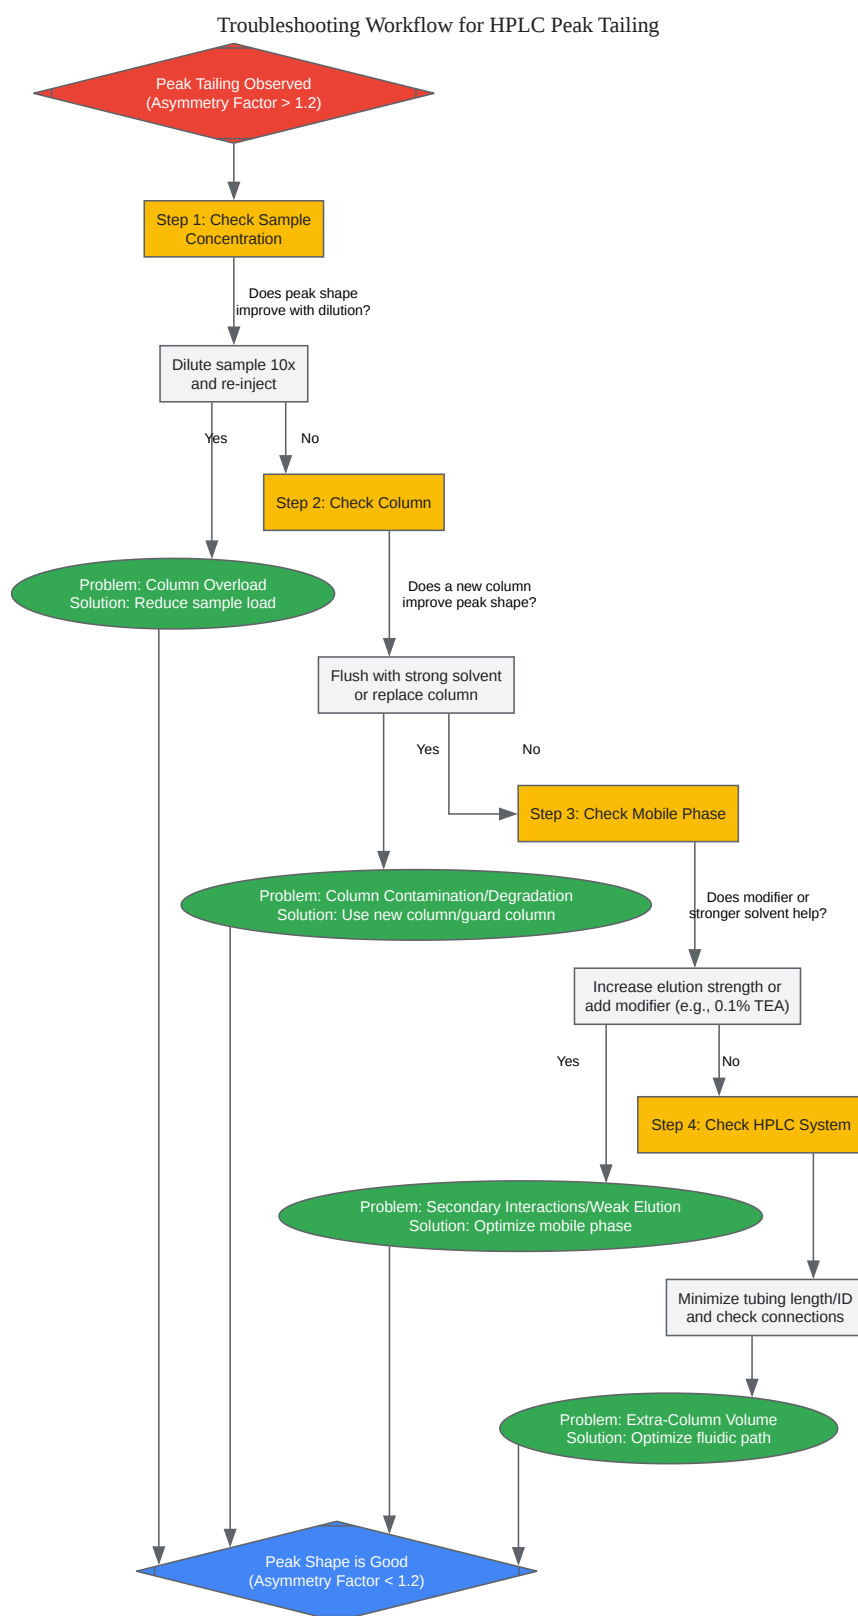 Troubleshooting Workflow for HPLC Peak Tailing
Peak Tailing Observed
(Asymmetry Factor > 1.2)
Step 1: Check Sample
Concentration
Does peak shape
improve with dilution?
Dilute sample 10x
and re-inject
Yes
No
Step 2: Check Column
Problem: Column Overload
Solution: Reduce sample load
Does a new column
improve peak shape?
Flush with strong solvent
or replace column
Yes
No
Step 3: Check Mobile Phase
Problem: Column Contamination/Degradation
Solution: Use new column/guard column
Does modifier or
stronger solvent help?
Increase elution strength or
add modifier (e.g., 0.1% TEA)
Yes
No
Step 4: Check HPLC System
Problem: Secondary Interactions/Weak Elution
Solution: Optimize mobile phase
Minimize tubing length/ID
and check connections
Problem: Extra-Column Volume
Solution: Optimize fluidic path
Peak Shape is Good
(Asymmetry Factor < 1.2)